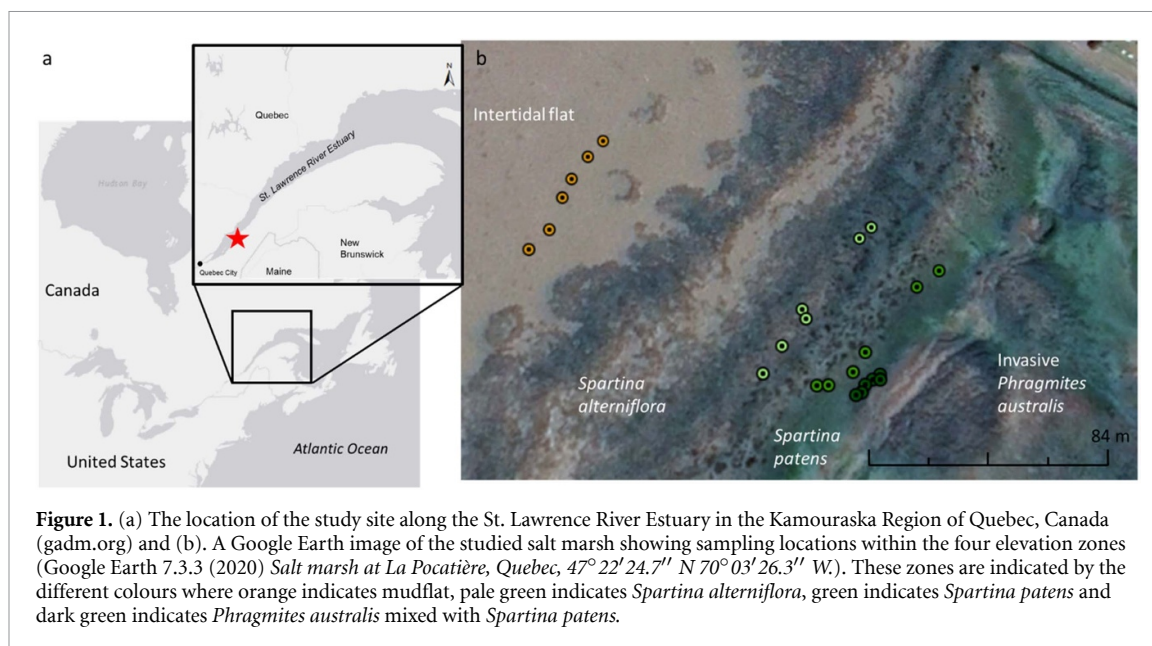 a
N
Quebec
St. Lawrence River Estuary
Hudson Bay
New
Brunswick
Quebec City
Maine
Canada
United States
Atlantic Ocean
b
Intertidal flat
Spartina
alterniflora
Spartina
patens
Invasive
Phragmites
australis
84 m
Figure 1. (a) The location of the study site along the St. Lawrence River Estuary in the Kamouraska Region of Quebec, Canada
(gadm.org) and (b). A Google Earth image of the studied salt marsh showing sampling locations within the four elevation zones
(Google Earth 7.3.3 (2020) Salt marsh at La Pocatière, Quebec, 47°22′24.7″ N 70°03′26.3″ W.). These zones are indicated by the
different colours where orange indicates mudflat, pale green indicates Spartina alterniflora, green indicates Spartina patens and
dark green indicates Phragmites australis mixed with Spartina patens.